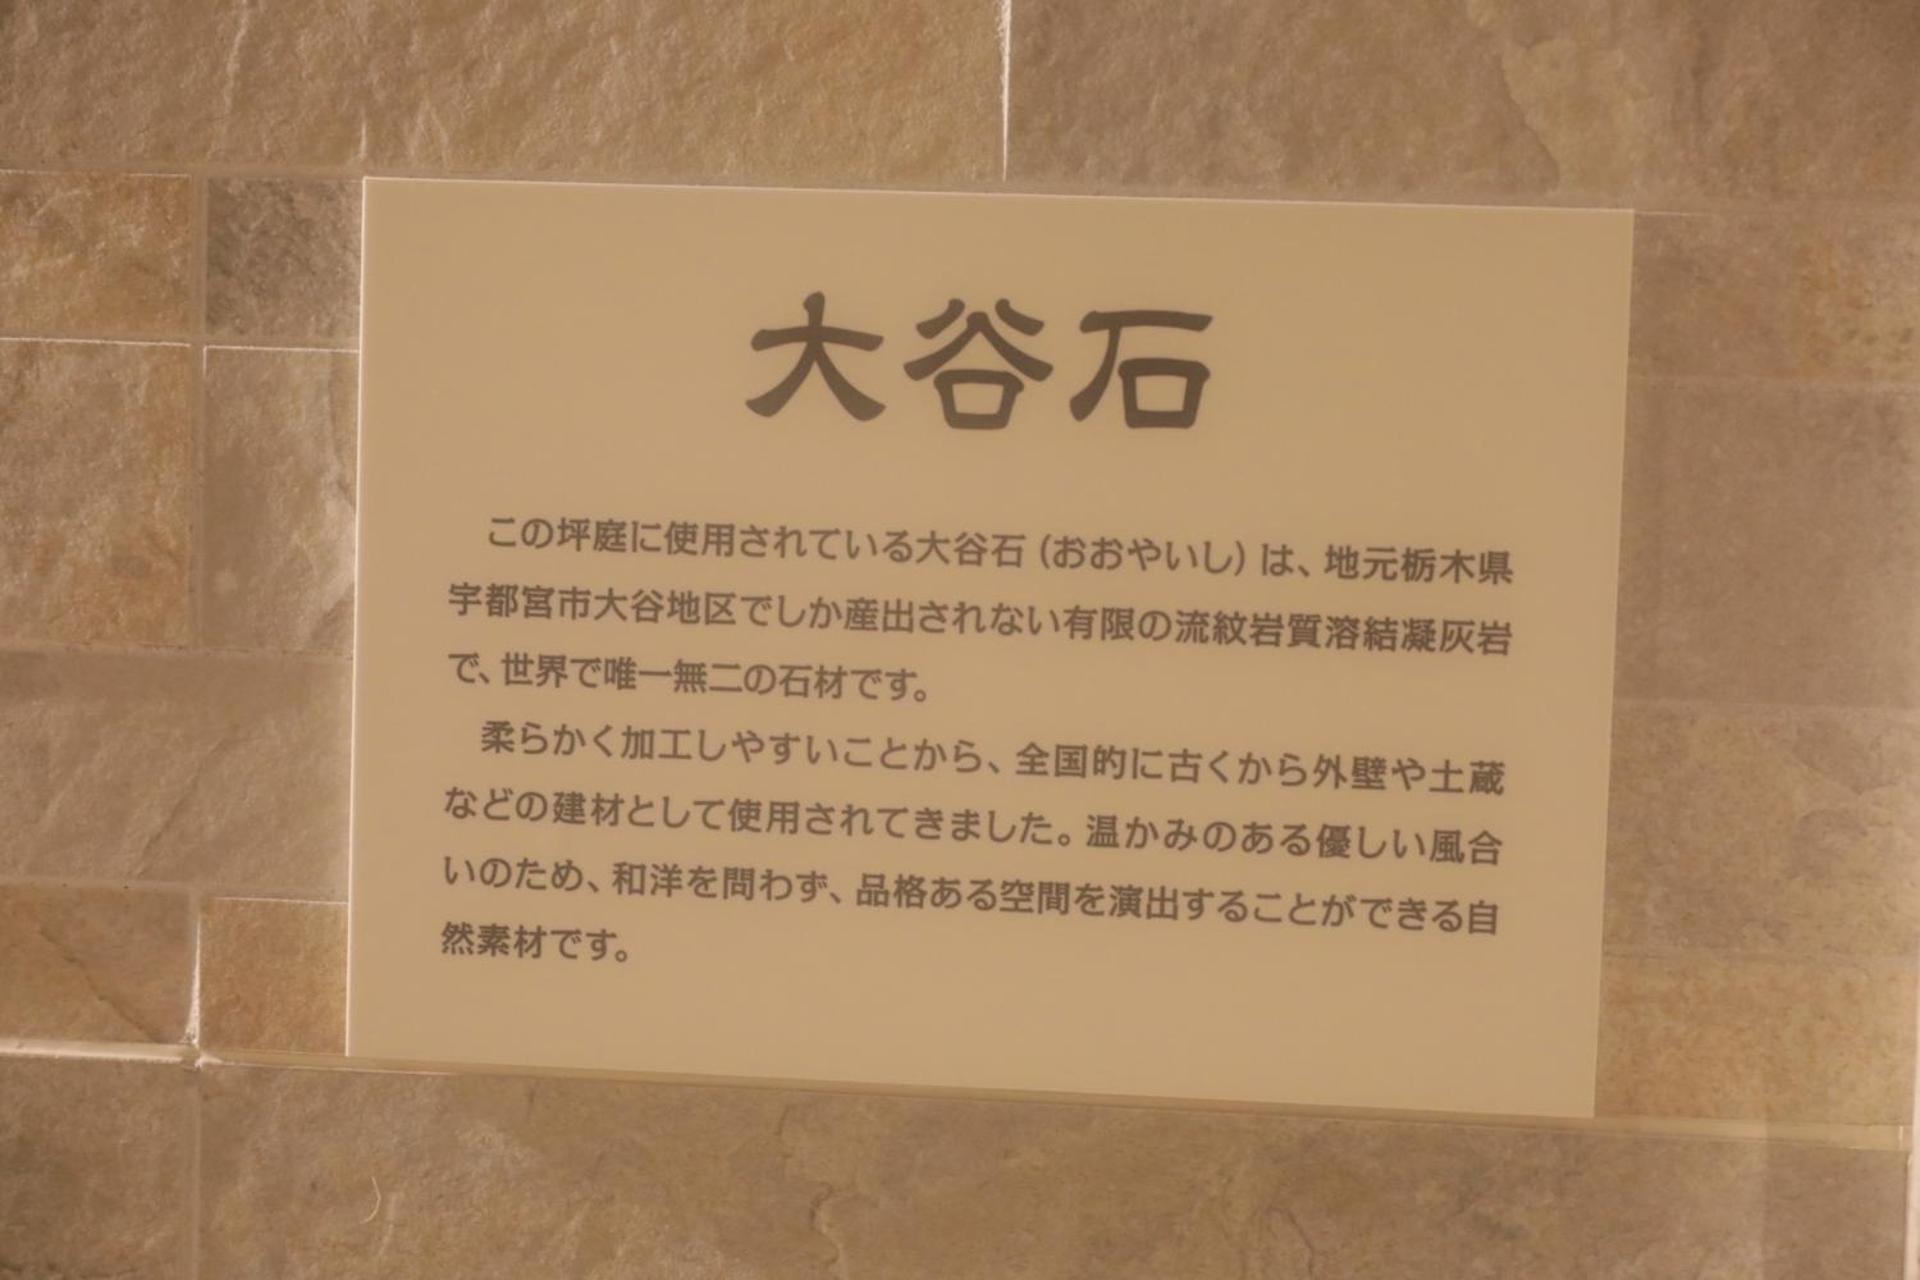 大谷石
この坪庭に使用されている大谷石（おおやいし）は、地元栃木県
宇都宮市大谷地区でしか産出されない有限の流紋岩質溶結凝灰岩
で、世界で唯一無二の石材です。
柔らかく加工しやすいことから、全国的に古くから外壁や土蔵
などの建材として使用されてきました。温かみのある優しい風合
いのため、和洋を問わず、品格ある空間を演出することができる自
然素材です。